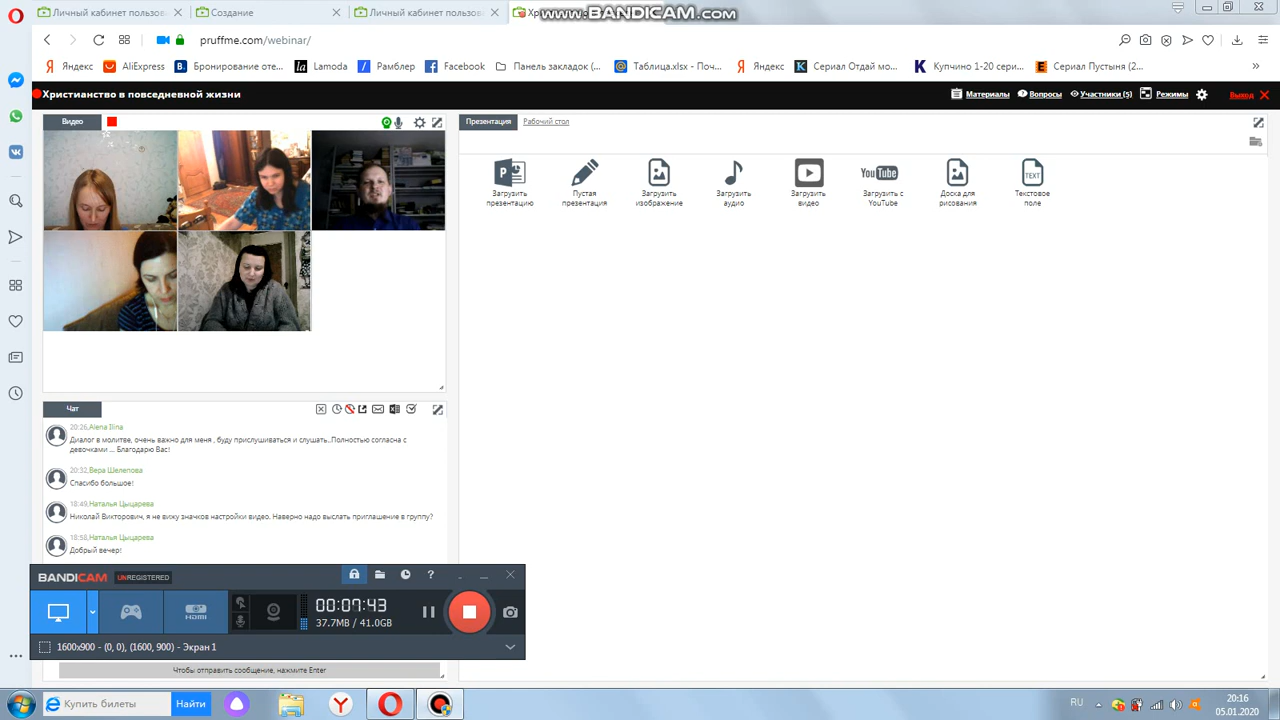 Личный кабинет пользов
Создание
Личный кабинет пользов
www.BANDICAM.com
pruffme.com/webinar/
Яндекс
AliExpress
Бронирование оте...
Lamoda
Рамблер
Facebook
Панель закладок (...
Таблица.xlsx - Поч...
Яндекс
Сериал Отдай мо...
Купчино 1-20 сери...
Сериал Пустыня (2...
Христианство в повседневной жизни
Материалы
Вопросы
Участники (5)
Режимы
Выход
Видео
Презентация
Рабочий стол
Загрузить презентацию
Пустая презентация
Загрузить изображение
Загрузить аудио
Загрузить видео
YouTube
Загрузить с YouTube
Доска для рисования
TEXT
Текстовое поле
Чат
20:26,Alena Ilina
Диалог в молитве, очень важно для меня , буду прислушиваться и слушать..Полностью согласна с
девочками ... Благодарю Вас!
20:32,Вера Шелепова
Спасибо большое!
18:49,Наталья Цыцарева
Николай Викторович, я не вижу значков настройки видео. Наверно надо выслать приглашение в группу?
18:58,Наталья Цыцарева
Добрый вечер!
BANDICAM UNREGISTERED
HDMI
00:07:43
37.7MB / 41.0GB
1600x900 - (0, 0), (1600, 900) - Экран 1
Чтобы отправить сообщение, нажмите Enter
Купить билеты
Найти
RU
20:16
05.01.2020